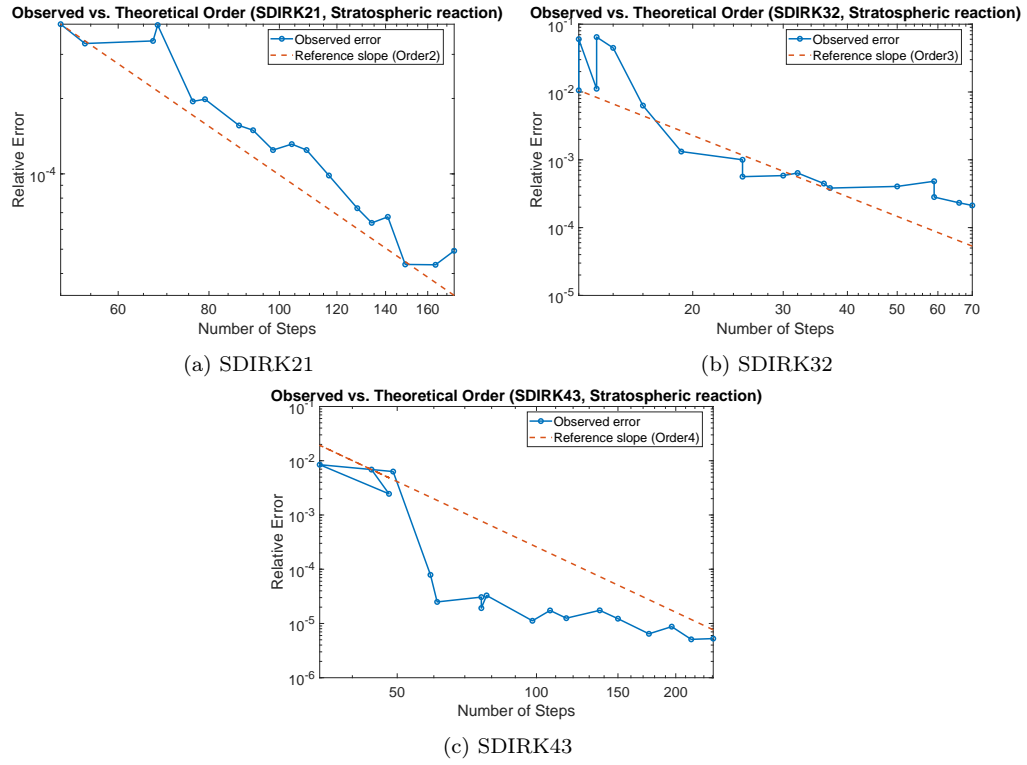 Observed vs. Theoretical Order (SDIRK21, Stratospheric reaction)
Observed error
Reference slope (Order2)
10-4
Relative Error
60
80
100
120
140
160
Number of Steps
(a) SDIRK21
Observed vs. Theoretical Order (SDIRK32, Stratospheric reaction)
10-1
Observed error
Reference slope (Order3)
10-2
10-3
10-4
10-5
Relative Error
20
30
40
50
60
70
Number of Steps
(b) SDIRK32
Observed vs. Theoretical Order (SDIRK43, Stratospheric reaction)
10-1
Observed error
Reference slope (Order4)
10-2
10-3
10-4
10-5
10-6
Relative Error
50
100
150
200
Number of Steps
(c) SDIRK43